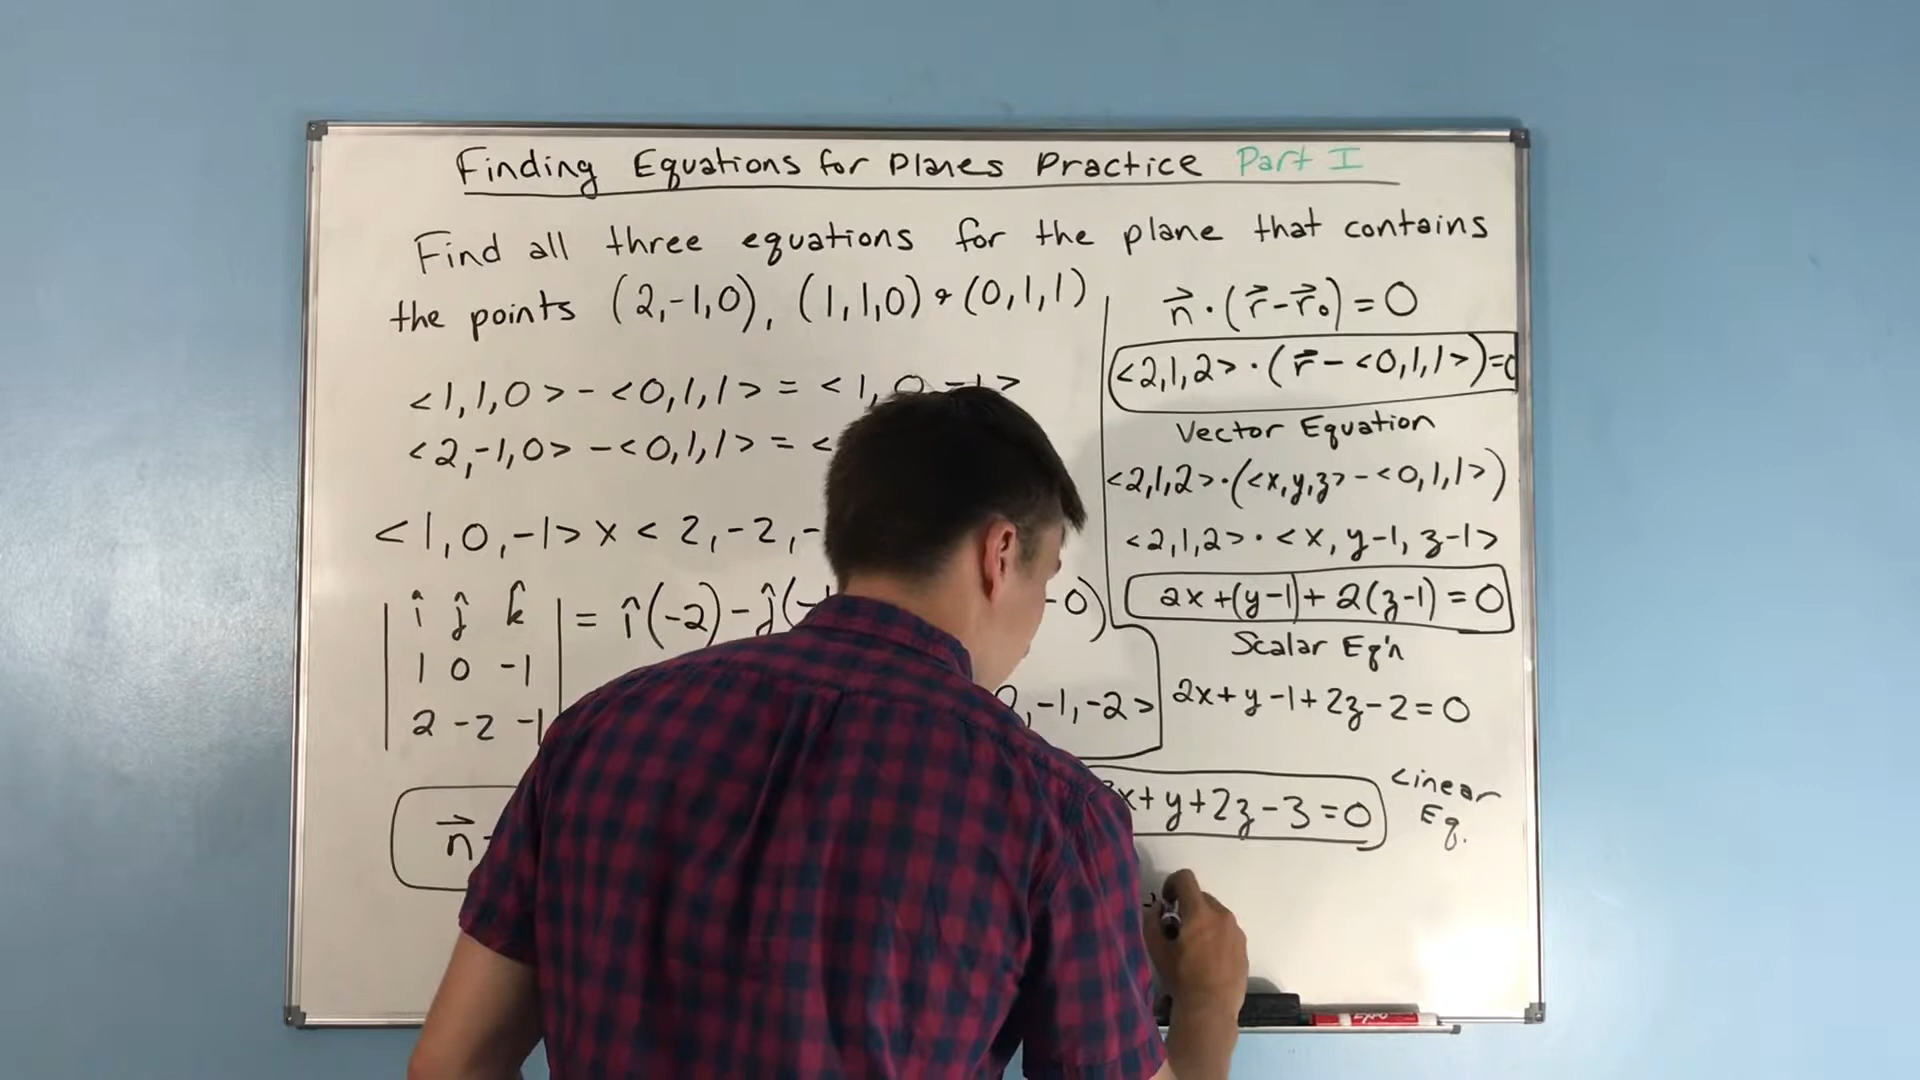 Finding Equations for Planes Practice Part I
Find all three equations for the plane that contains
the points (2,-1,0), (1,1,0) & (0,1,1)
<1,1,0> - <0,1,1> = <1,0,-1>
<2,-1,0> - <0,1,1> = <
<1,0,-1> x <2,-2,-
| î ĵ k̂ | = î(-2) - ĵ(-1 -0)
1 0 -1
2 -2 -1
,-1,-2>
n⃗
n⃗ · (r⃗ - r⃗₀) = 0
<2,1,2> · (r⃗ - <0,1,1>) = 0
Vector Equation
<2,1,2> · (<x,y,z> - <0,1,1>)
<2,1,2> · <x, y-1, z-1>
2x + (y-1) + 2(z-1) = 0
Scalar Eq'n
2x + y - 1 + 2z - 2 = 0
x + y + 2z - 3 = 0
Linear
Eq.
EXPO